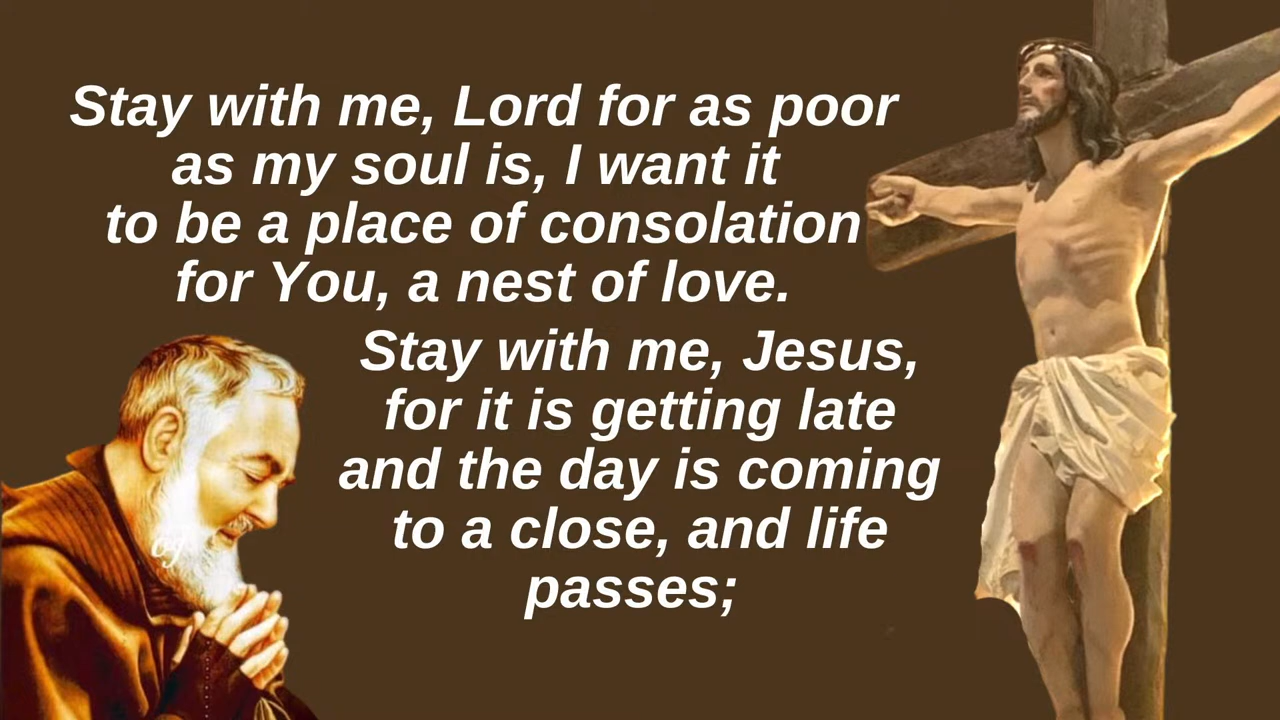 Stay with me, Lord for as poor
as my soul is, I want it
to be a place of consolation
for You, a nest of love.
Stay with me, Jesus,
for it is getting late
and the day is coming
to a close, and life
passes;